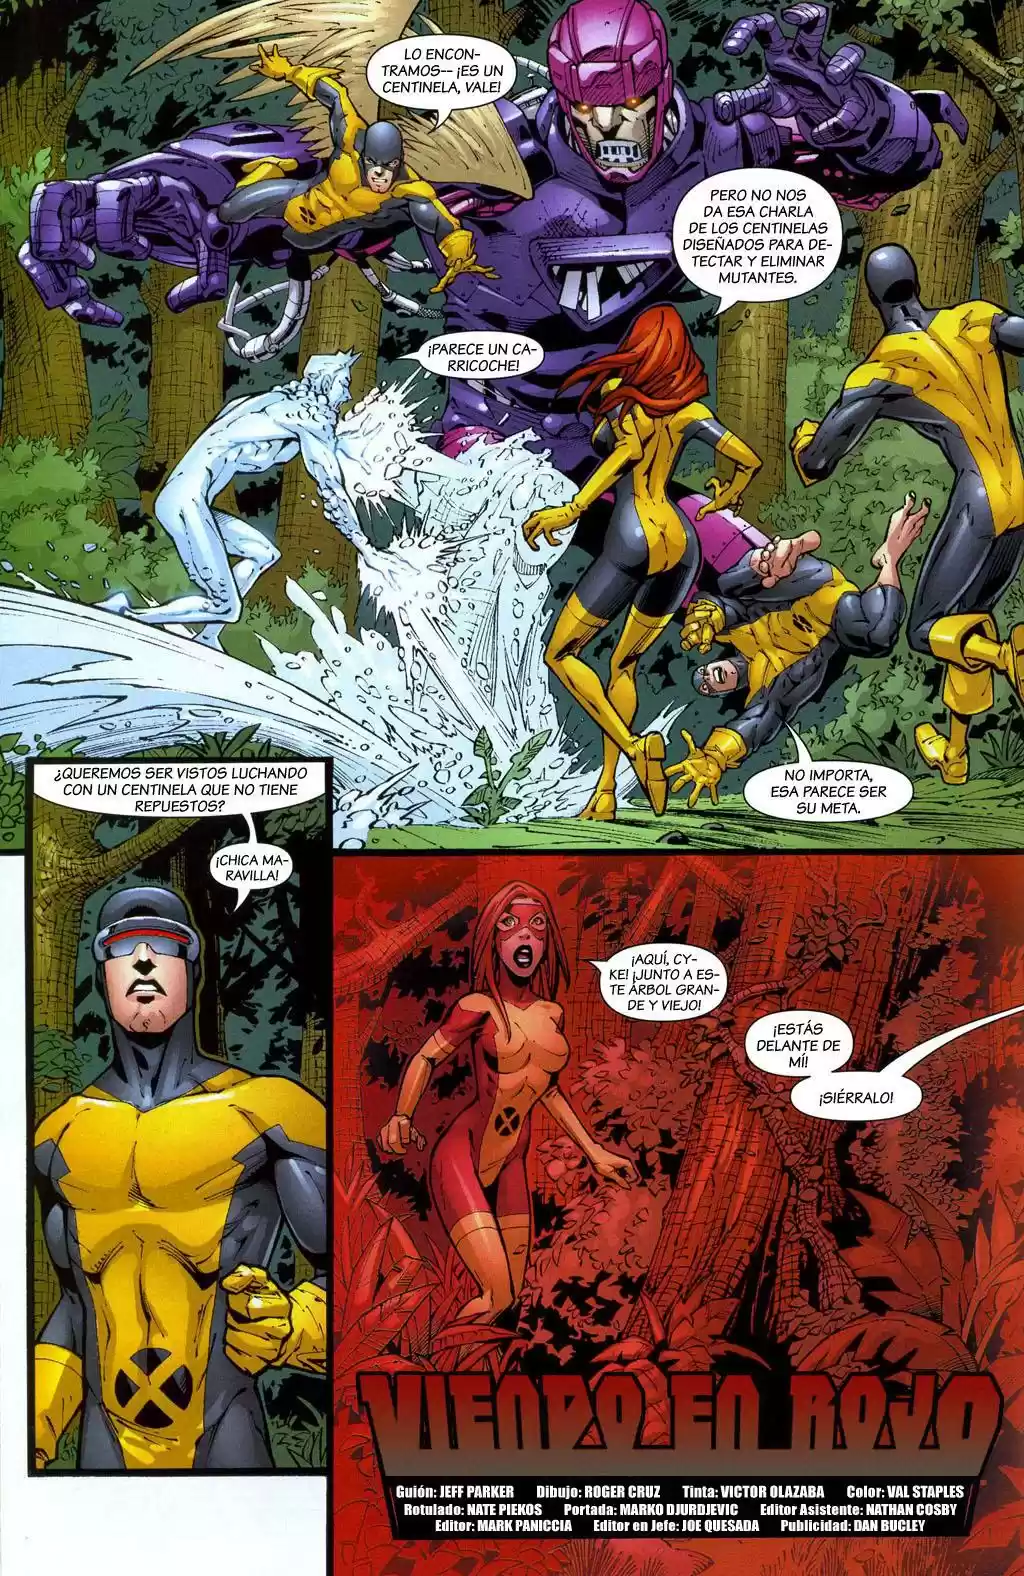 LO ENCON-
TRAMOS-- ¡ES UN
CENTINELA, VALE!
PERO NO NOS
DA ESA CHARLA
DE LOS CENTINELAS
DISEÑADOS PARA DE-
TECTAR Y ELIMINAR
MUTANTES.
¡PARECE UN CA-
RRICOCHE!
NO IMPORTA,
ESA PARECE SER
SU META.
¿QUEREMOS SER VISTOS LUCHANDO
CON UN CENTINELA QUE NO TIENE
REPUESTOS?
¡CHICA MA-
RAVILLA!
¡AQUÍ, CY-
KE! ¡JUNTO A ES-
TE ÁRBOL GRAN-
DE Y VIEJO!
¡ESTÁS
DELANTE DE
MÍ!
¡SIÉRRALO!
VIENDO EN ROJO
Guión: JEFF PARKER Dibujo: ROGER CRUZ Tinta: VICTOR OLAZABA Color: VAL STAPLES
Rotulado: NATE PIEKOS Portada: MARKO DJURDJEVIC Editor Asistente: NATHAN COSBY
Editor: MARK PANICCIA Editor en Jefe: JOE QUESADA Publicidad: DAN BUCLEY